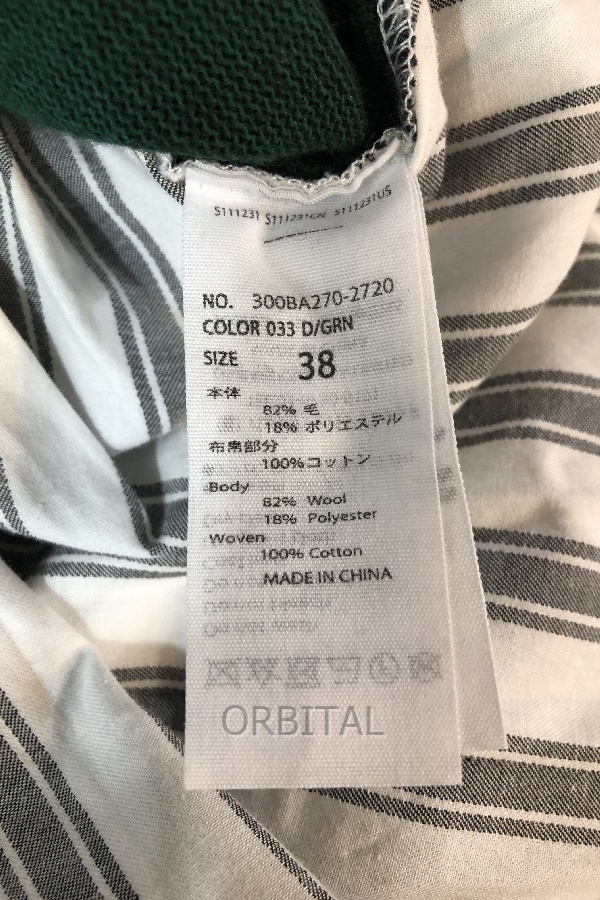 S111231 S111231CN S111231US
NO. 300BA270-2720
COLOR 033 D/GRN
SIZE 38
本体
82% 毛
18% ポリエステル
布帛部分
100%コットン
Body
82% Wool
18% Polyester
Woven
100% Cotton
MADE IN CHINA
ORBITAL